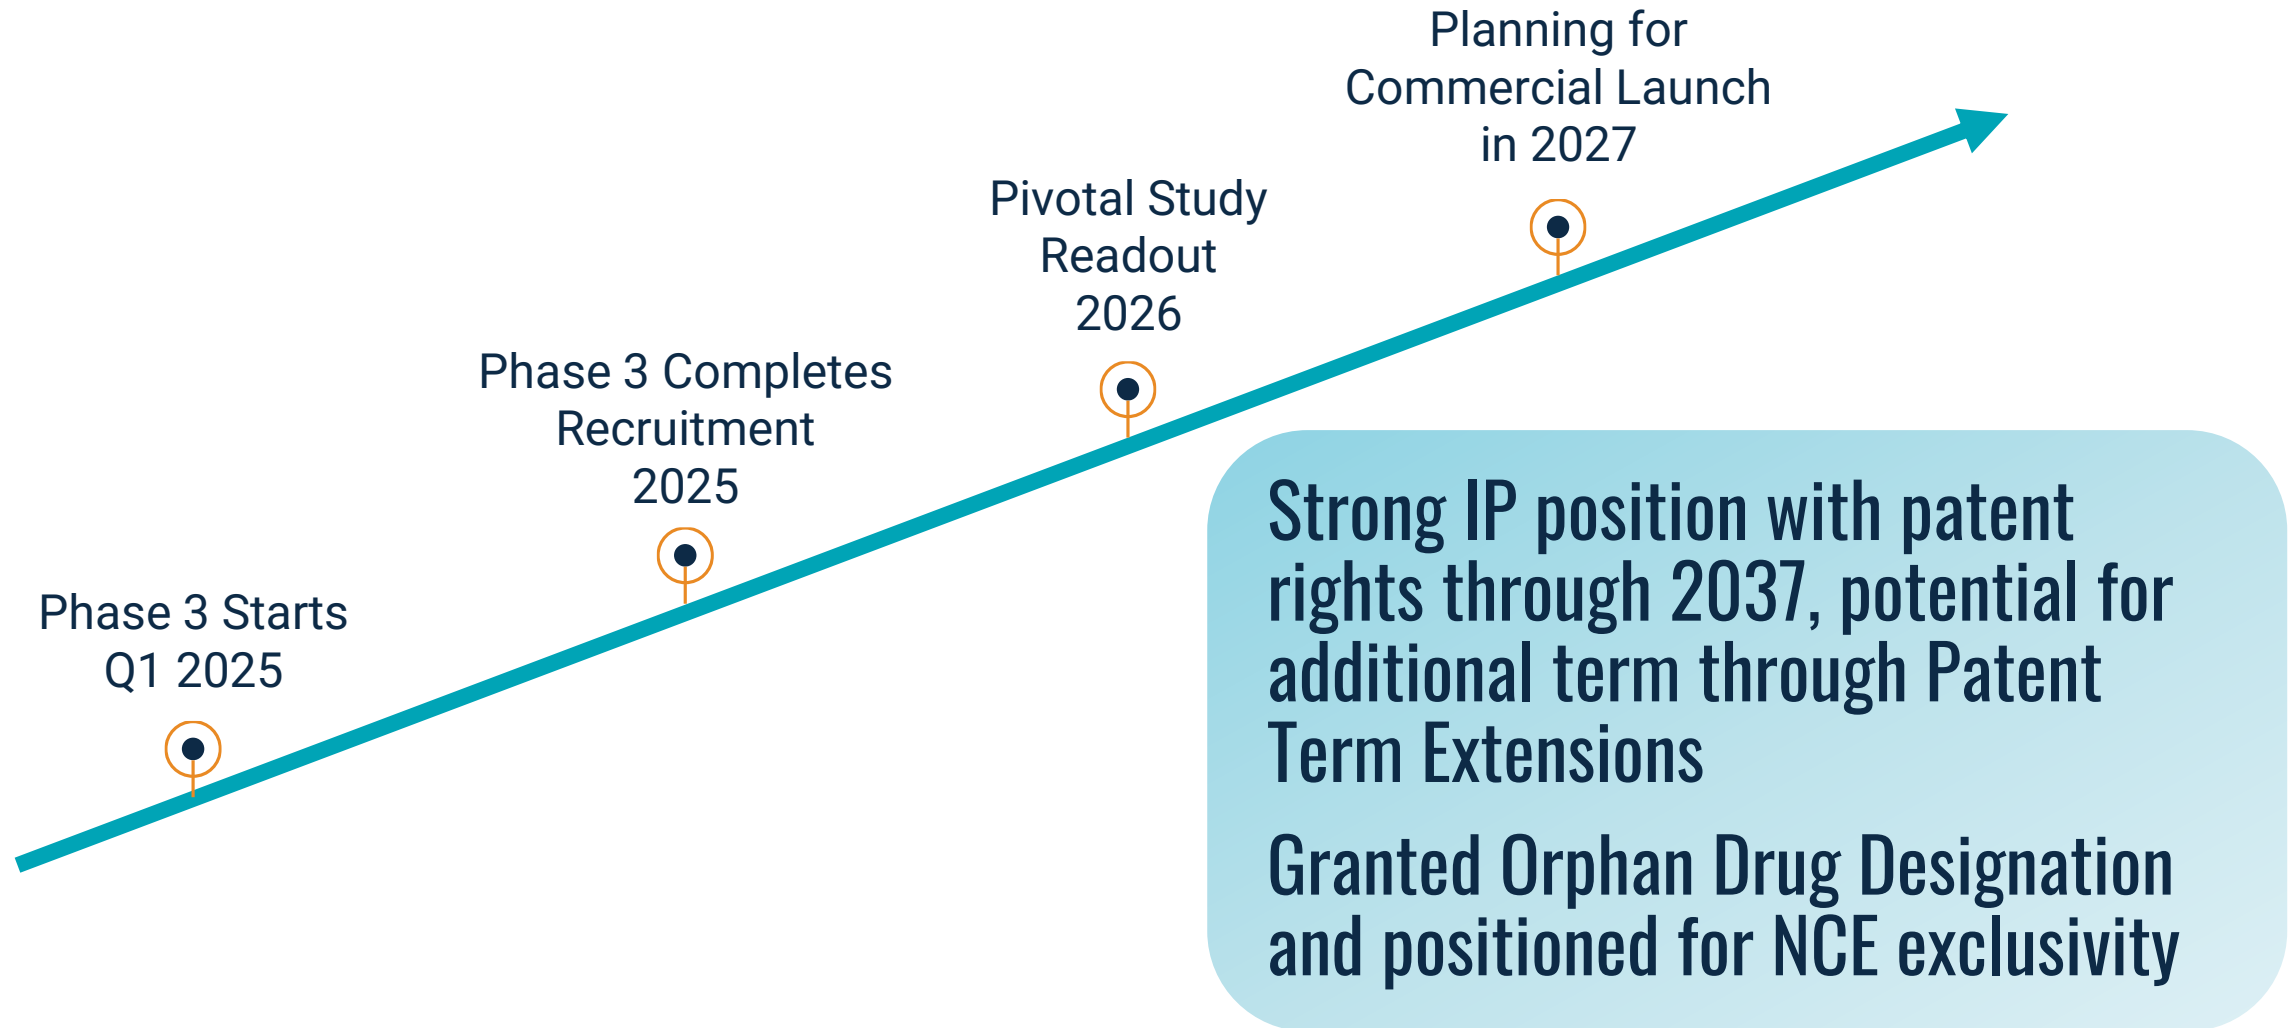 Planning for
Commercial Launch
in 2027
Pivotal Study
Readout
2026
Phase 3 Completes
Recruitment
2025
Phase 3 Starts
Q1 2025
Strong IP position with patent
rights through 2037, potential for
additional term through Patent
Term Extensions
Granted Orphan Drug Designation
and positioned for NCE exclusivity